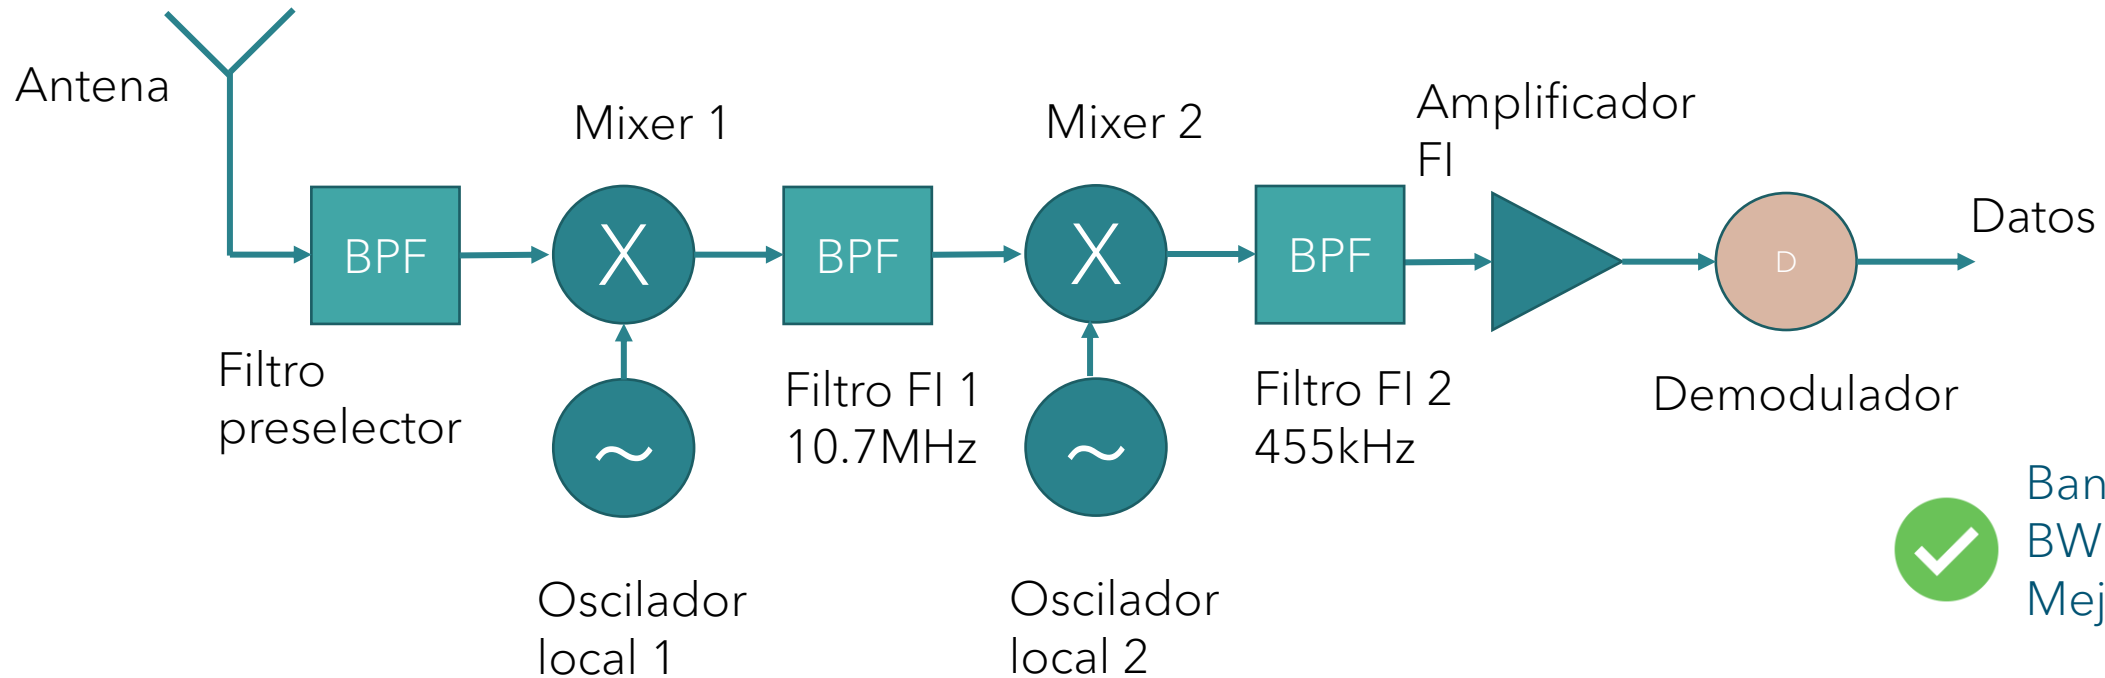 Antena
Mixer 1
Mixer 2
Amplificador
FI
BPF
X
BPF
X
BPF
D
Datos
Filtro
preselector
~
Filtro FI 1
10.7MHz
~
Filtro FI 2
455kHz
Demodulador
Oscilador
local 1
Oscilador
local 2
Ban
BW
Mej